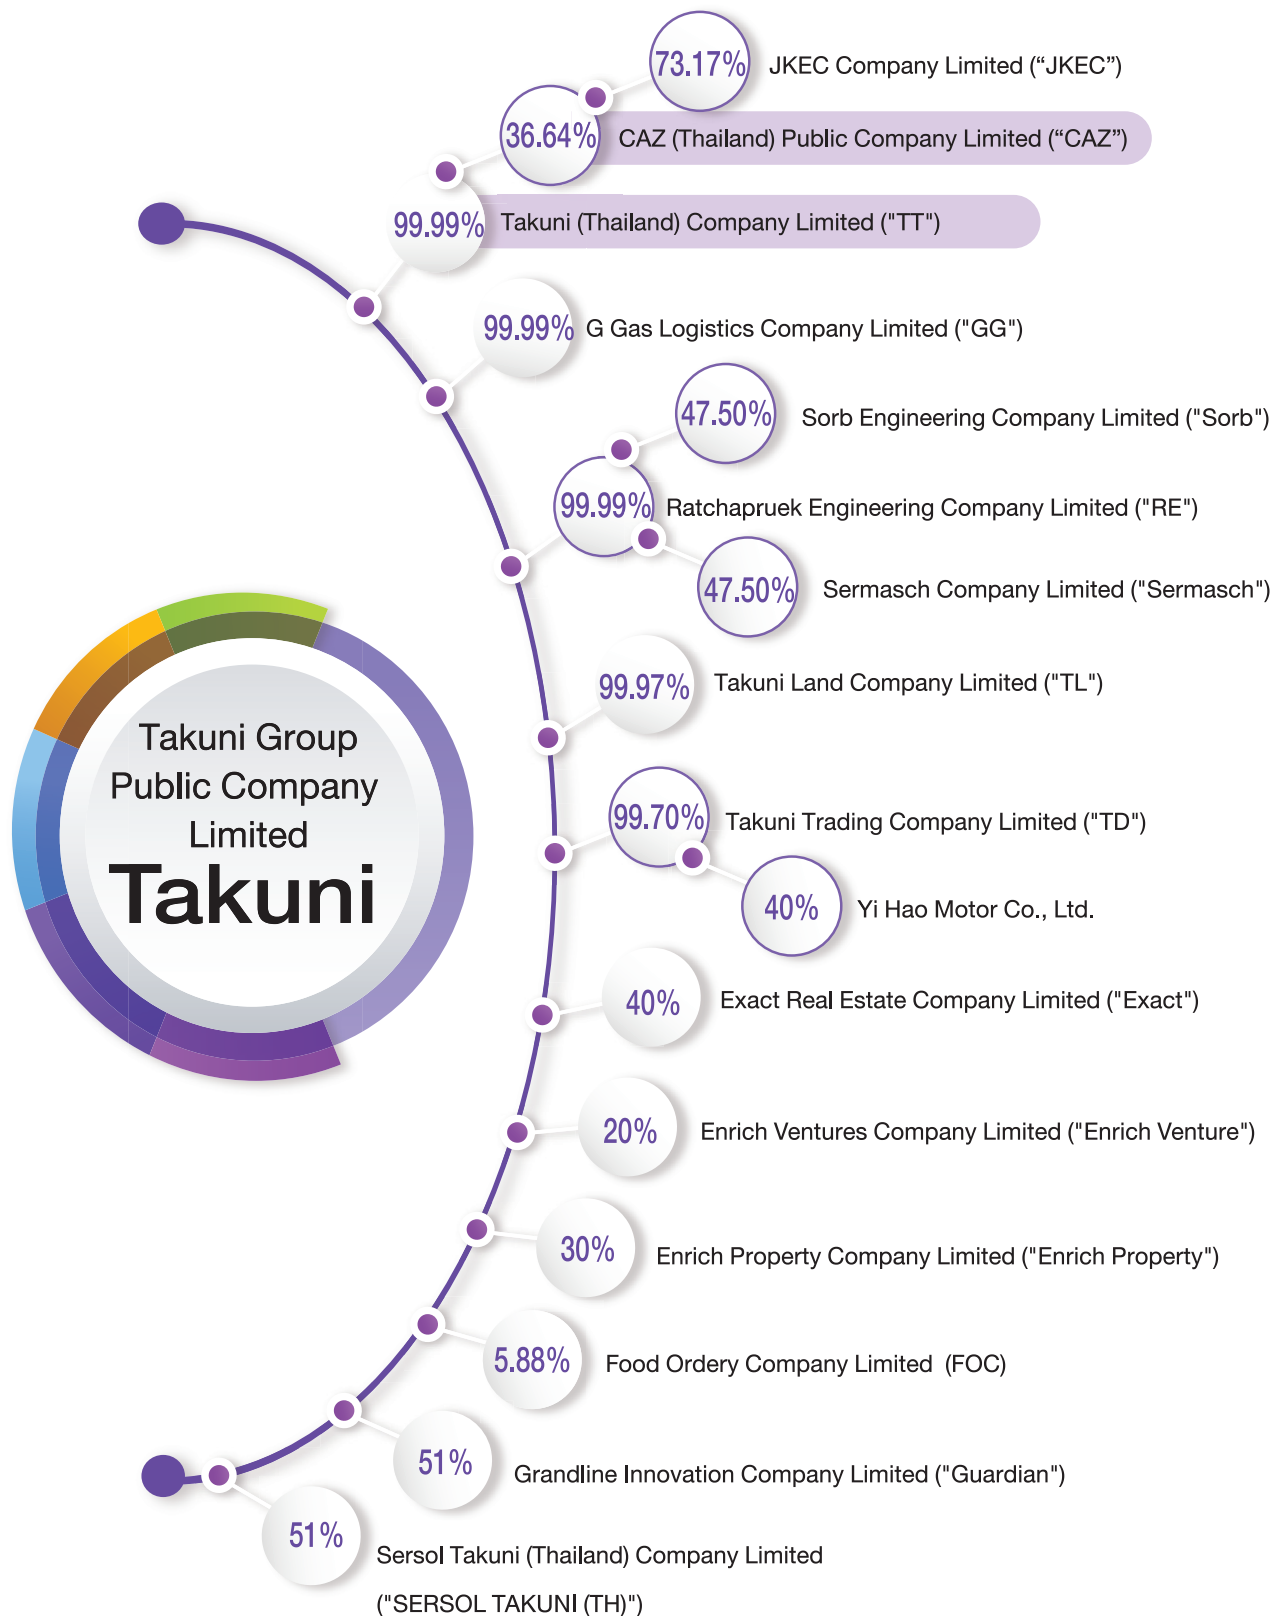 73.17% JKEC Company Limited (“JKEC”)
36.64% CAZ (Thailand) Public Company Limited (“CAZ”)
99.99% Takuni (Thailand) Company Limited ("TT")
99.99% G Gas Logistics Company Limited ("GG")
47.50% Sorb Engineering Company Limited ("Sorb")
99.99% Ratchapruek Engineering Company Limited ("RE")
47.50% Sermasch Company Limited ("Sermasch")
99.97% Takuni Land Company Limited ("TL")
Takuni Group
Public Company
Limited
Takuni
99.70% Takuni Trading Company Limited ("TD")
40% Yi Hao Motor Co., Ltd.
40% Exact Real Estate Company Limited ("Exact")
20% Enrich Ventures Company Limited ("Enrich Venture")
30% Enrich Property Company Limited ("Enrich Property")
5.88% Food Ordery Company Limited (FOC)
51% Grandline Innovation Company Limited ("Guardian")
51% Sersol Takuni (Thailand) Company Limited
("SERSOL TAKUNI (TH)")